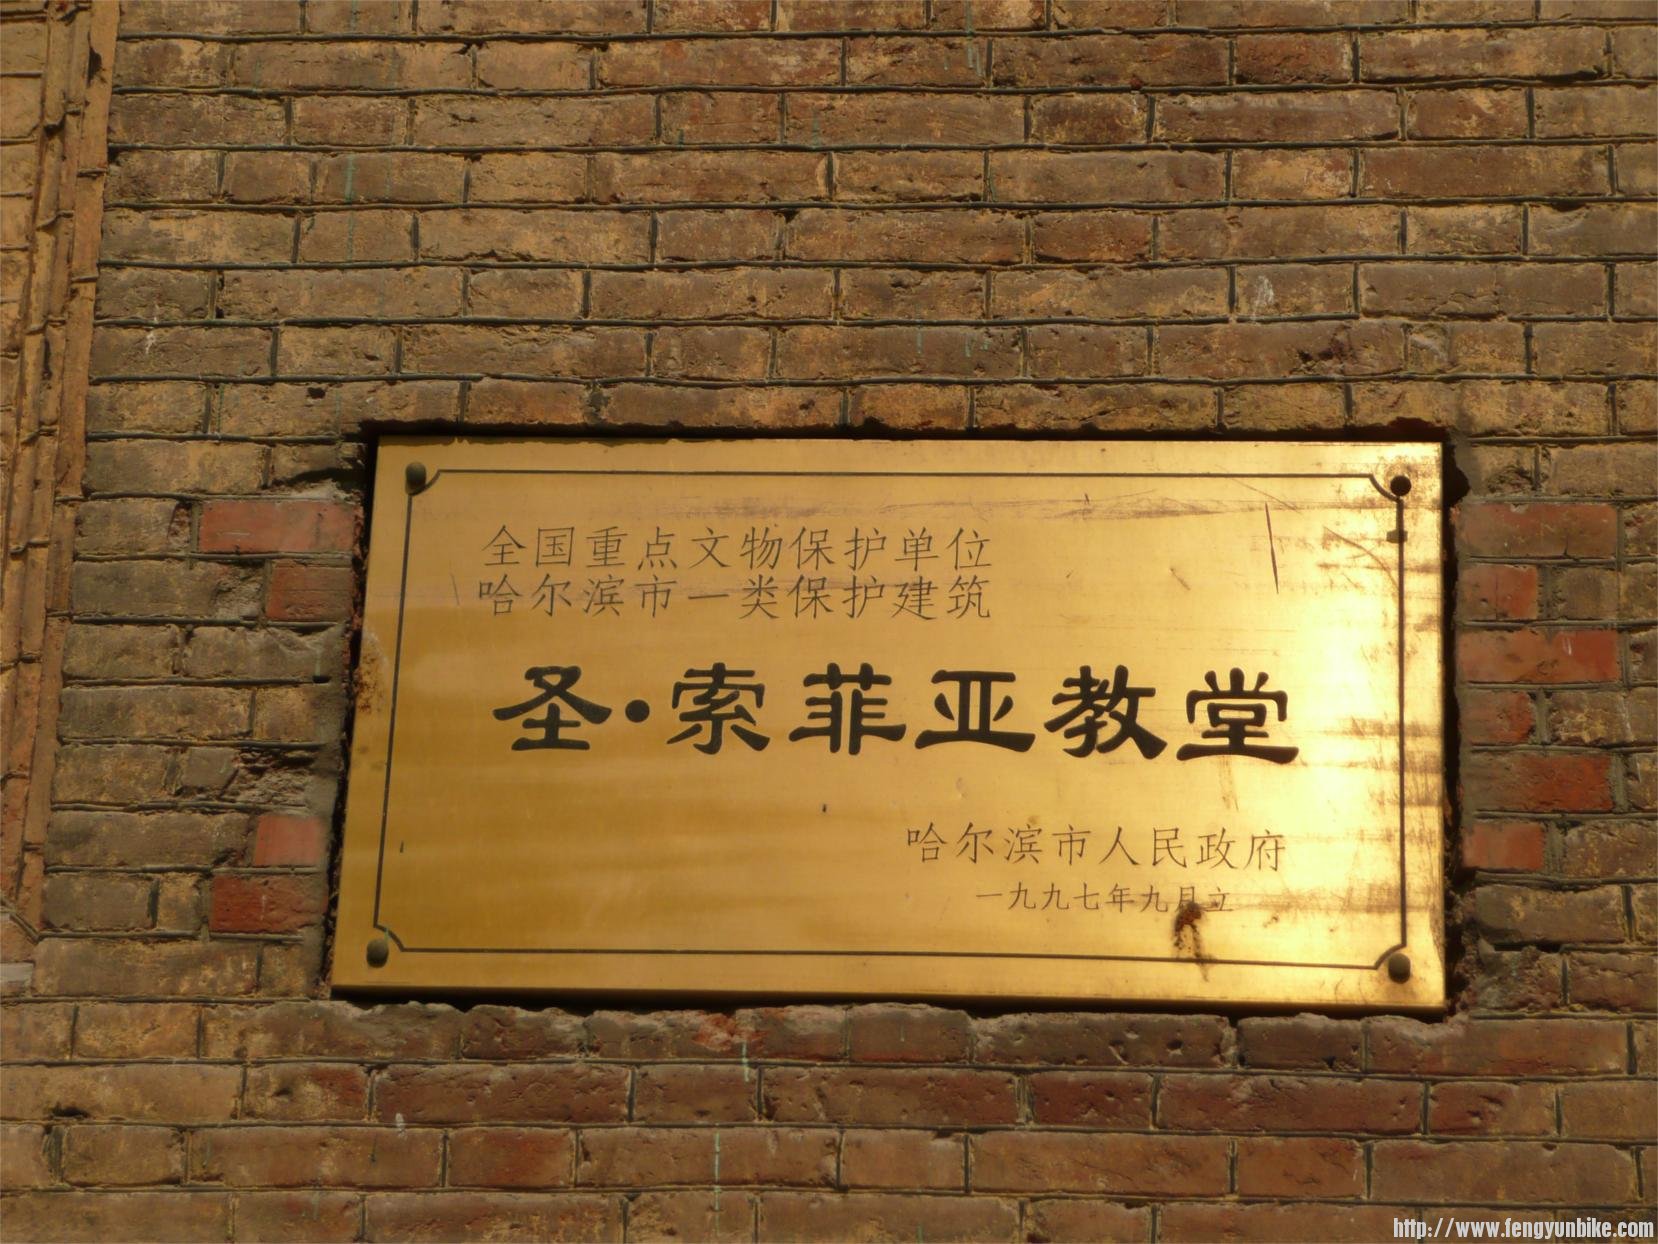 全国重点文物保护单位
哈尔滨市一类保护建筑
圣·索菲亚教堂
哈尔滨市人民政府
一九九七年九月立
http://www.fengyunbike.com